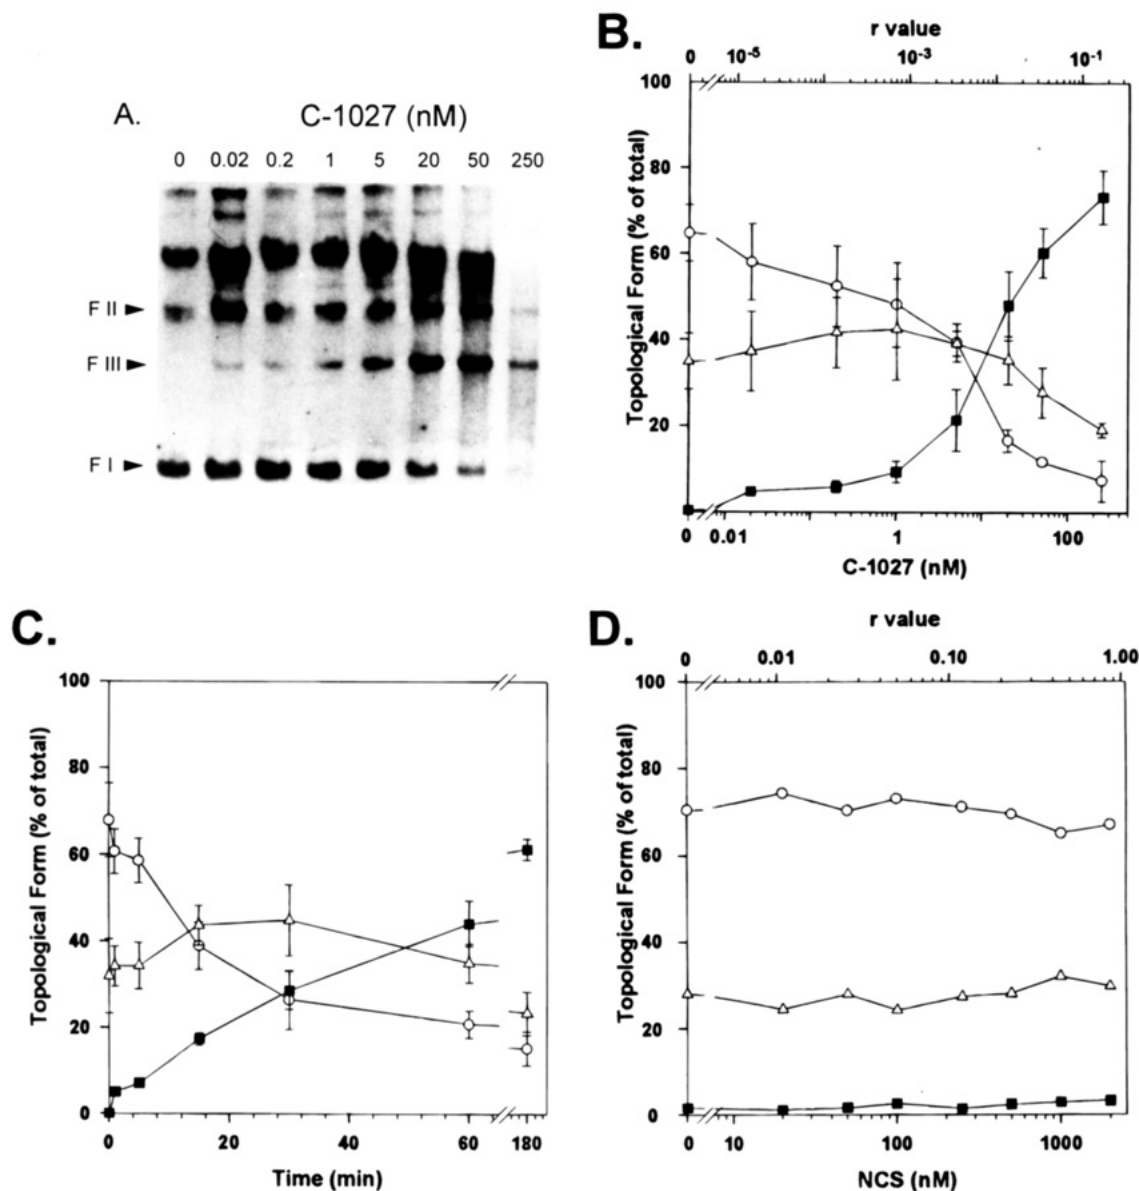 A.
C-1027 (nM)
0 0.02 0.2 1 5 20 50 250
F II
F III
F I
B.
r value
0 10-5 10-3 10-1
Topological Form (% of total)
100
80
60
40
20
0 0.01 1 100
C-1027 (nM)
C.
Topological Form (% of total)
100
80
60
40
20
0
0 20 40 60 180
Time (min)
D.
r value
0 0.01 0.10 1.00
Topological Form (% of total)
100
80
60
40
20
0
0 10 100 1000
NCS (nM)